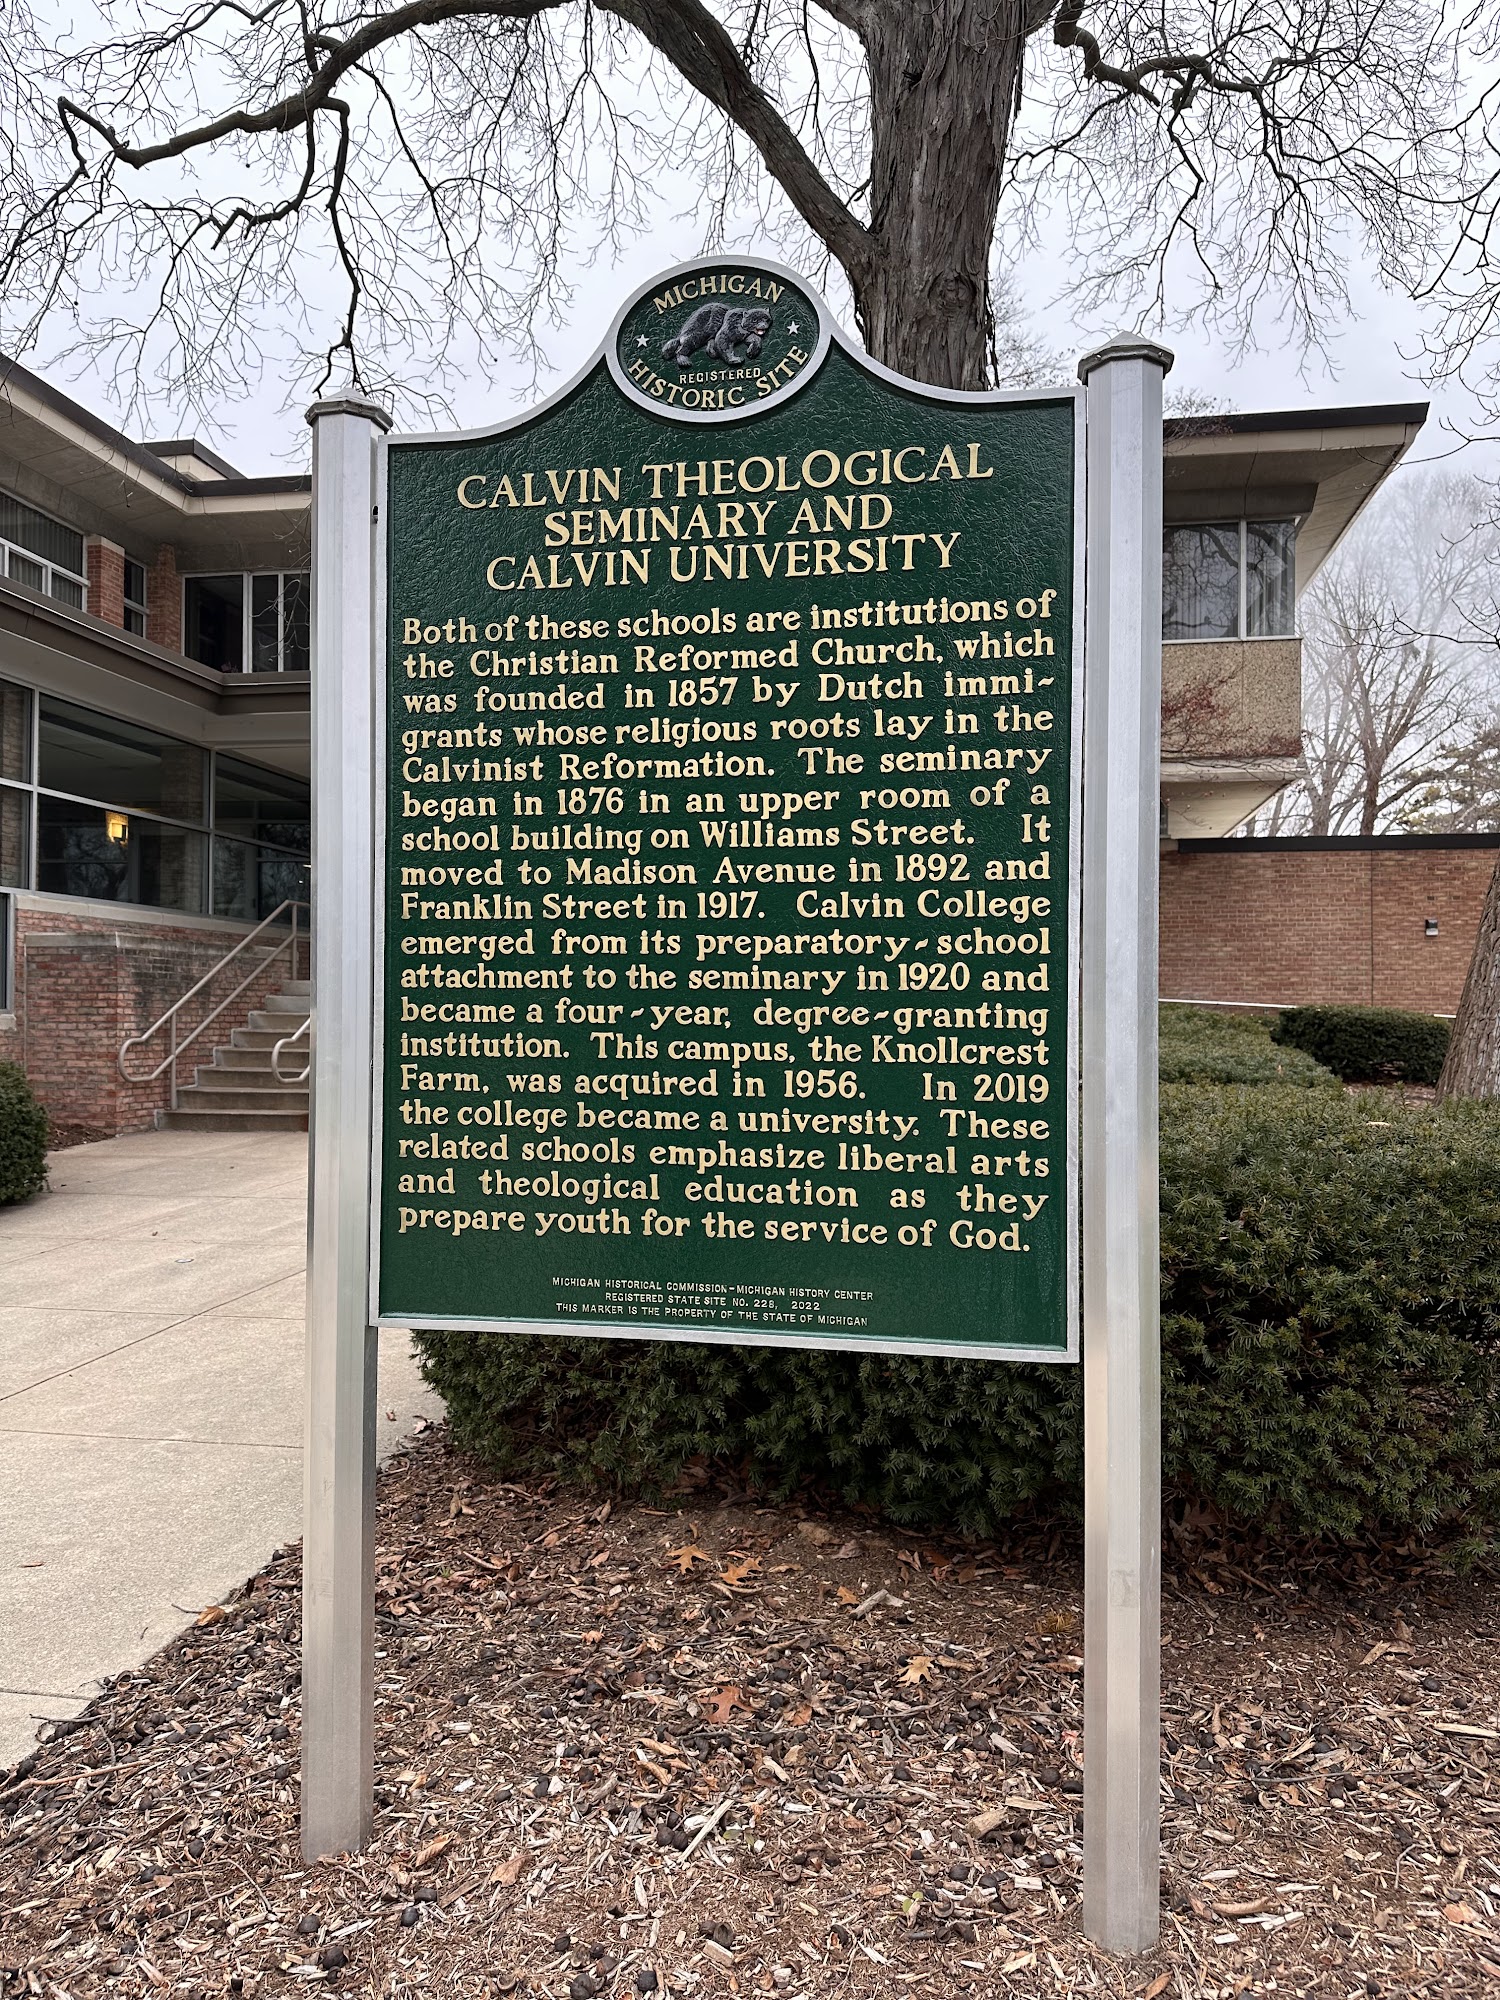 MICHIGAN
REGISTERED
HISTORIC SITE
CALVIN THEOLOGICAL
SEMINARY AND
CALVIN UNIVERSITY
Both of these schools are institutions of
the Christian Reformed Church, which
was founded in 1857 by Dutch immi-
grants whose religious roots lay in the
Calvinist Reformation. The seminary
began in 1876 in an upper room of a
school building on Williams Street. It
moved to Madison Avenue in 1892 and
Franklin Street in 1917. Calvin College
emerged from its preparatory-school
attachment to the seminary in 1920 and
became a four-year, degree-granting
institution. This campus, the Knollcrest
Farm, was acquired in 1956. In 2019
the college became a university. These
related schools emphasize liberal arts
and theological education as they
prepare youth for the service of God.
MICHIGAN HISTORICAL COMMISSION-MICHIGAN HISTORY CENTER
REGISTERED STATE SITE NO. 228, 2022
THIS MARKER IS THE PROPERTY OF THE STATE OF MICHIGAN